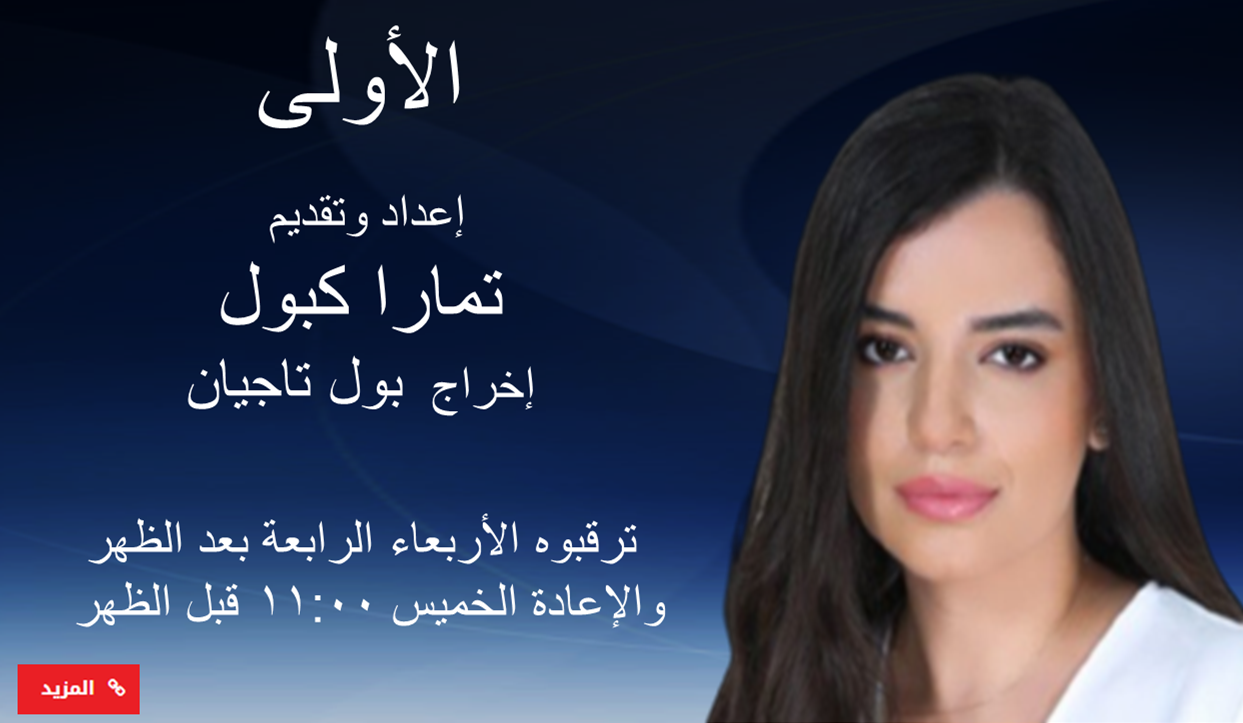 الأولى
إعداد وتقديم
تمارا كبول
إخراج بول تاجيان
ترقبوه الأربعاء الرابعة بعد الظهر
والإعادة الخميس ١١:٠٠ قبل الظهر
المزيد